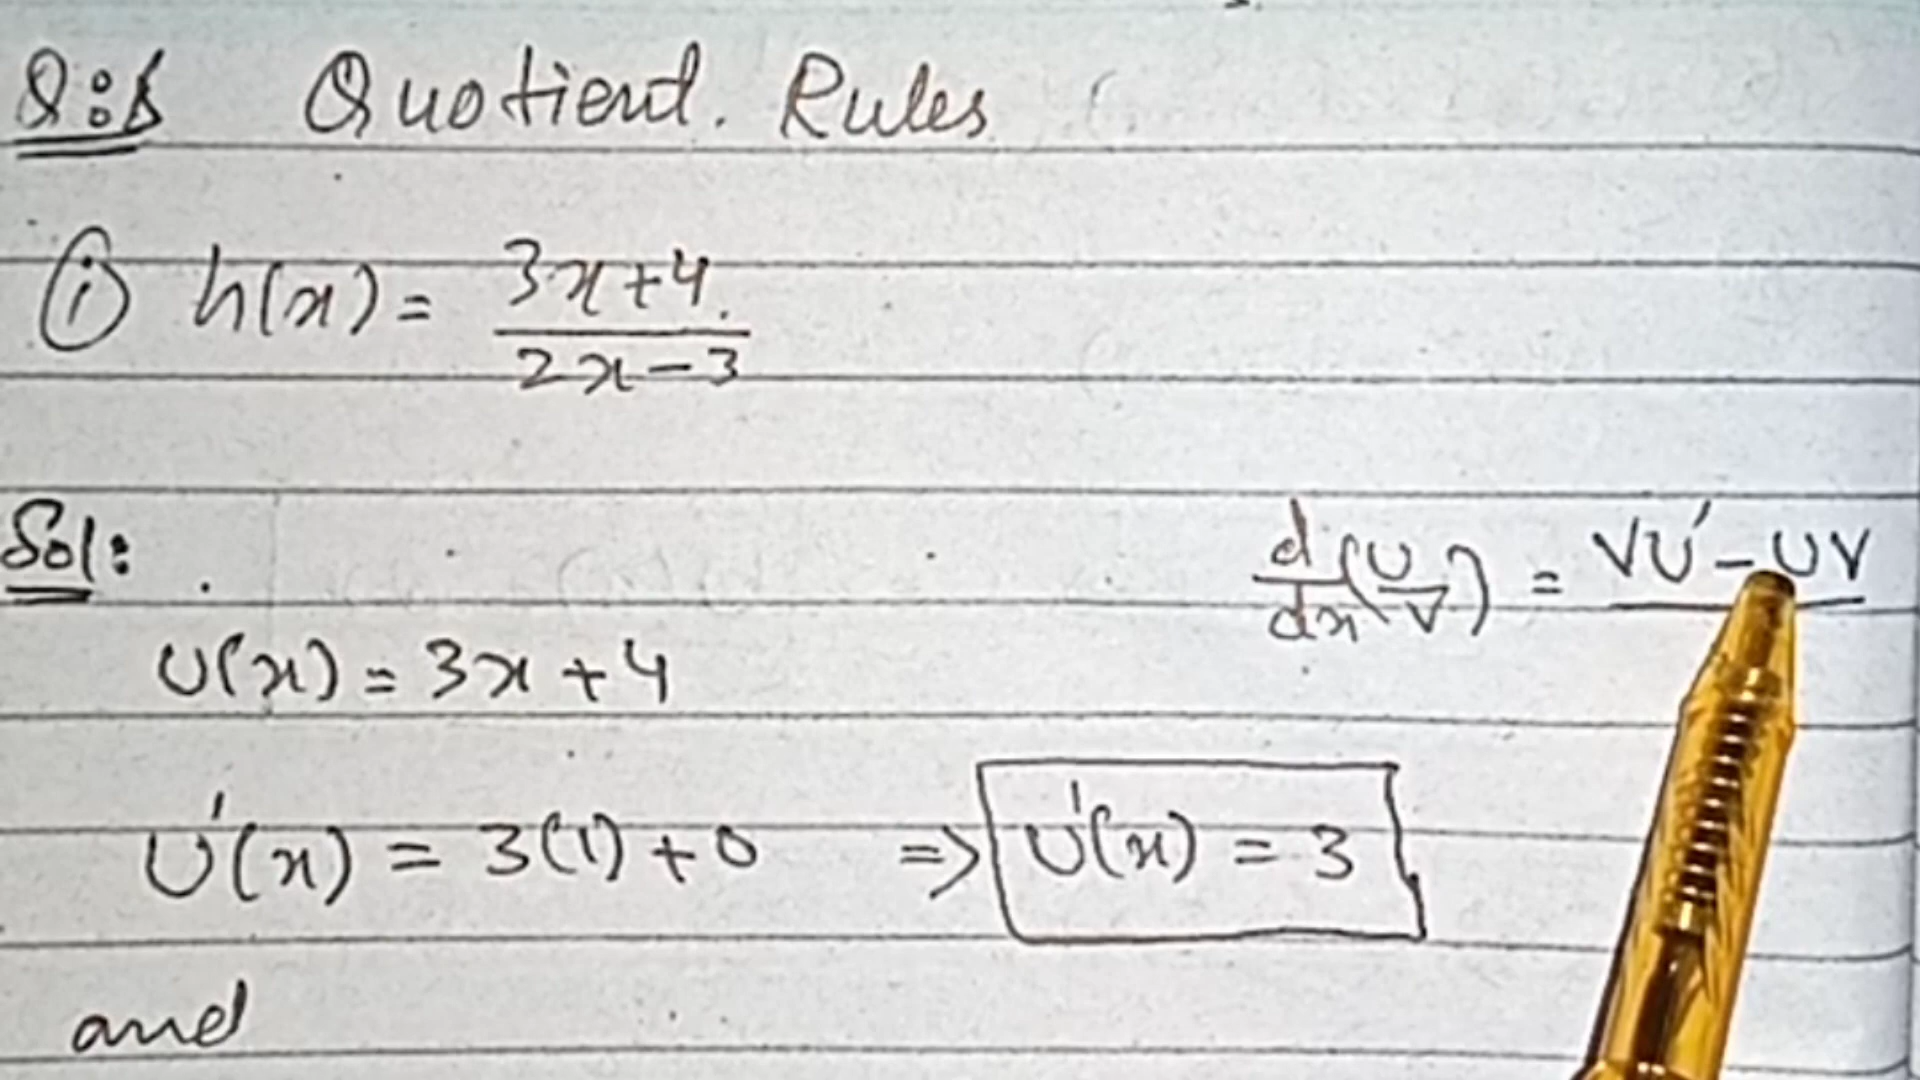 Q:6 Quotient. Rules
(i) h(x) = 3x+4 / 2x-3
Sol:
d/dx (U/V) = VU' - UV
U(x) = 3x + 4
U'(x) = 3(1) + 0 => U'(x) = 3
and